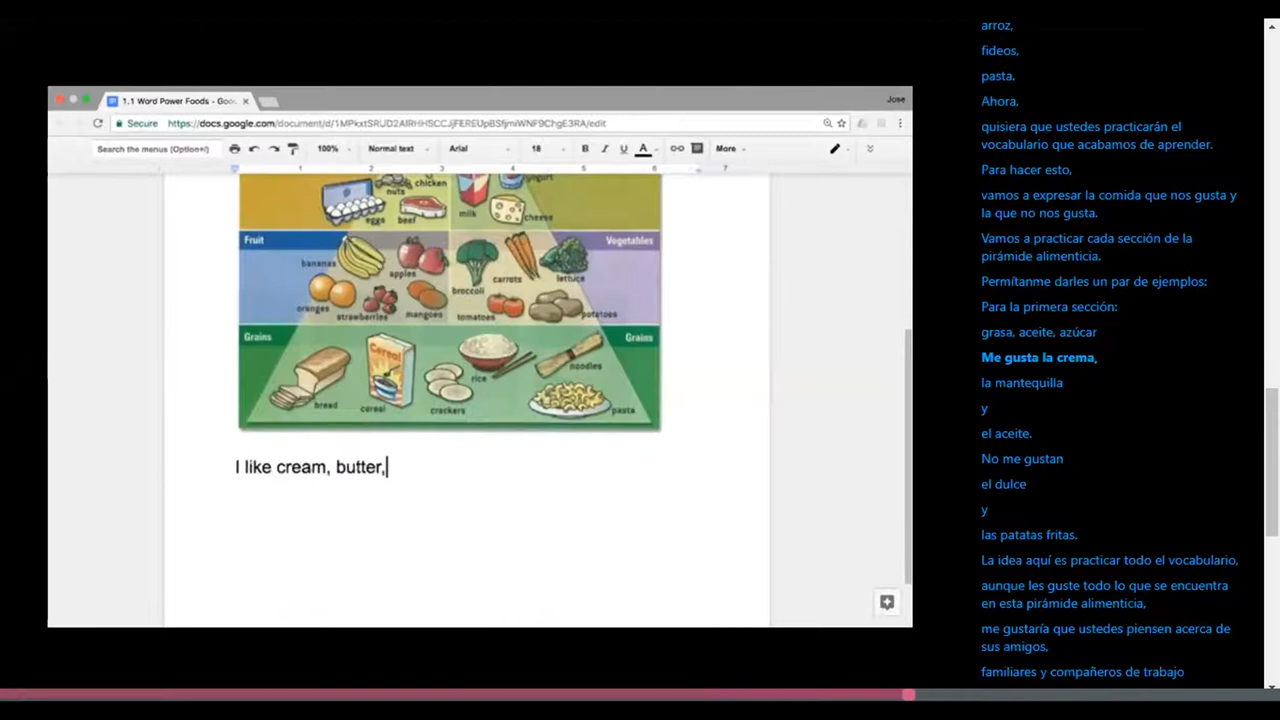 1.1 Word Power Foods - Goo
Jose
Secure https://docs.google.com/document/d/1MPkxtSRUD2AIRHHSCCJjFEREUpBSfjmiWNF9ChgE3RA/edit
Search the menus (Option+/) 100% Normal text Arial 18 B I U A More
1 2 3 4 5 6 7
nuts chicken yogurt
eggs beef milk cheese
Fruit Vegetables
bananas apples broccoli carrots lettuce
oranges strawberries mangoes tomatoes potatoes
Grains Grains
rice noodles
bread cereal crackers pasta
Cereal
I like cream, butter,
arroz,
fideos,
pasta.
Ahora,
quisiera que ustedes practicarán el
vocabulario que acabamos de aprender.
Para hacer esto,
vamos a expresar la comida que nos gusta y
la que no nos gusta.
Vamos a practicar cada sección de la
pirámide alimenticia.
Permítanme darles un par de ejemplos:
Para la primera sección:
grasa, aceite, azúcar
Me gusta la crema,
la mantequilla
y
el aceite.
No me gustan
el dulce
y
las patatas fritas.
La idea aquí es practicar todo el vocabulario,
aunque les guste todo lo que se encuentra
en esta pirámide alimenticia,
me gustaría que ustedes piensen acerca de
sus amigos,
familiares y compañeros de trabajo